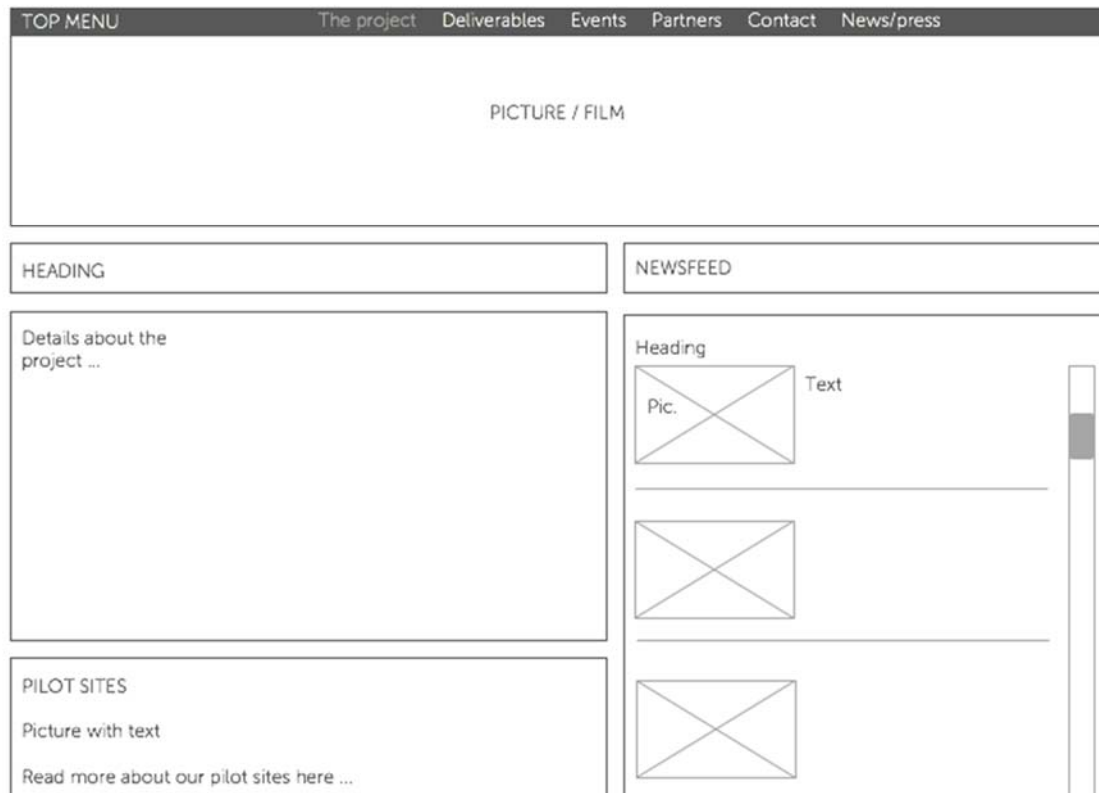 TOP MENU The project Deliverables Events Partners Contact News/press
PICTURE / FILM
HEADING
Details about the
project ...
PILOT SITES
Picture with text
Read more about our pilot sites here ...
NEWSFEED
Heading
Pic.
Text